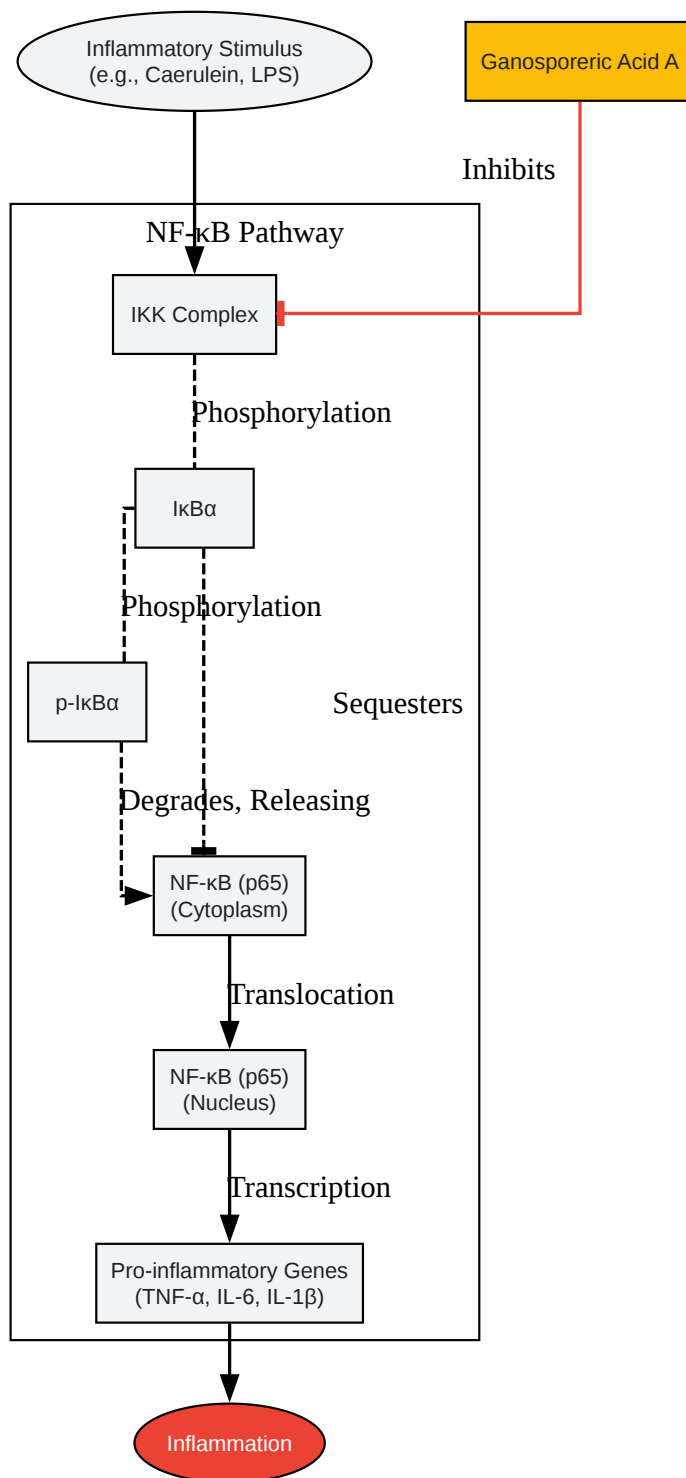 Inflammatory Stimulus
(e.g., Caerulein, LPS)
Ganosporeric Acid A
Inhibits
NF-κB Pathway
IKK Complex
Phosphorylation
IκBα
Phosphorylation
p-IκBα
Sequesters
Degrades, Releasing
NF-κB (p65)
(Cytoplasm)
Translocation
NF-κB (p65)
(Nucleus)
Transcription
Pro-inflammatory Genes
(TNF-α, IL-6, IL-1β)
Inflammation